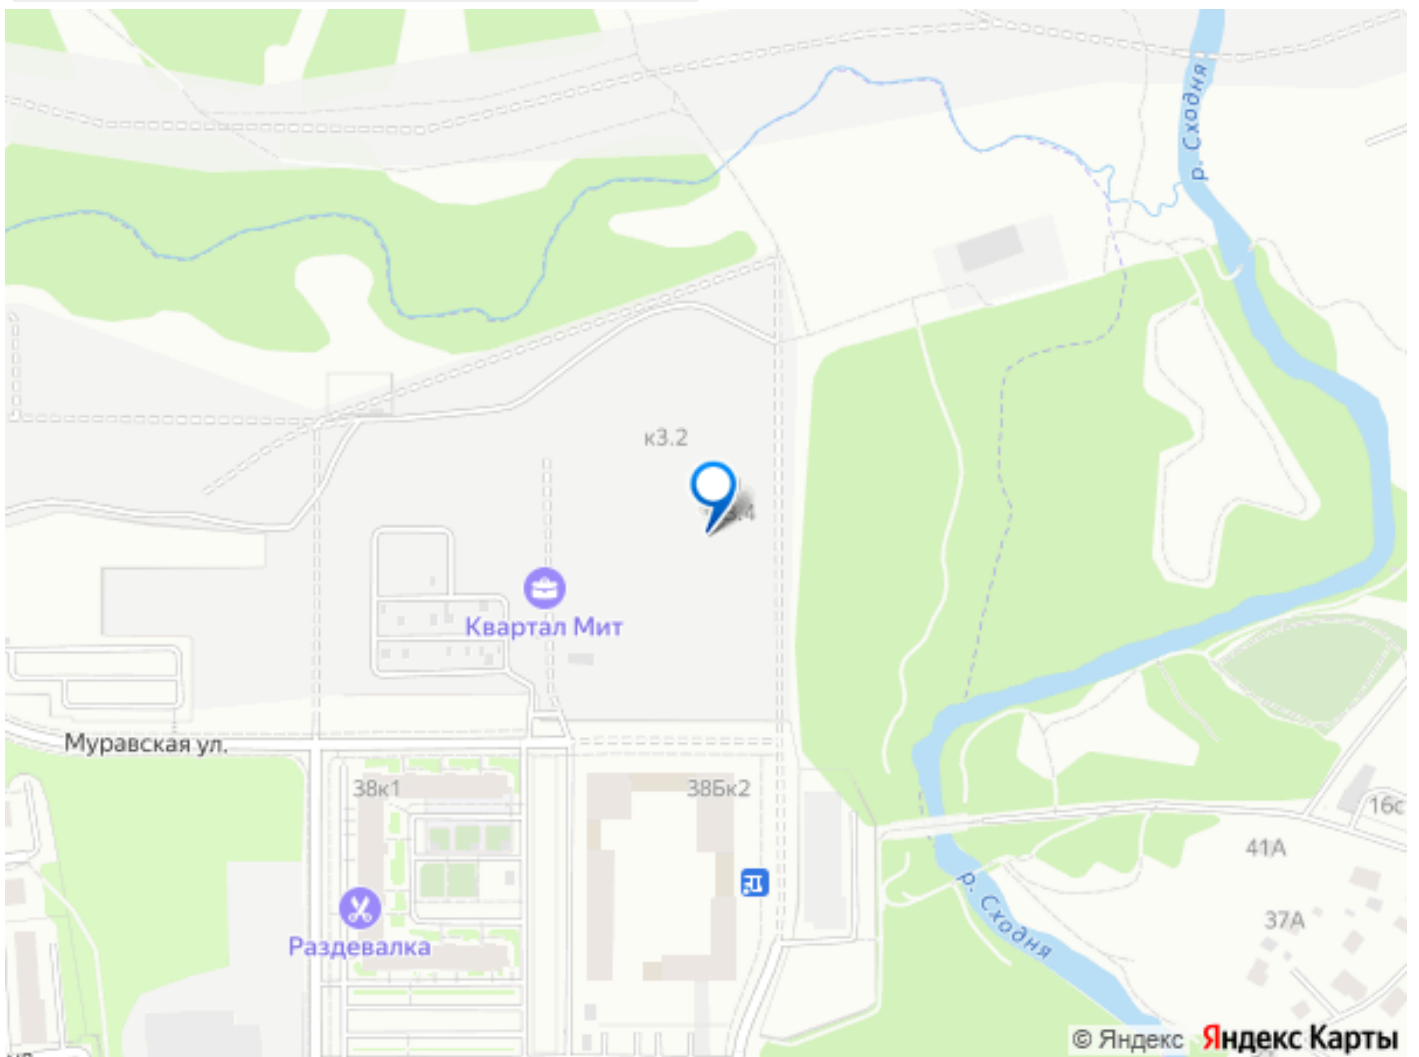 р. Сходня
к3.2
Квартал Мит
Муравская ул.
38к1
38Бк2
16с
41А
37А
Раздевалка
р. Сходня
© Яндекс Яндекс Карты